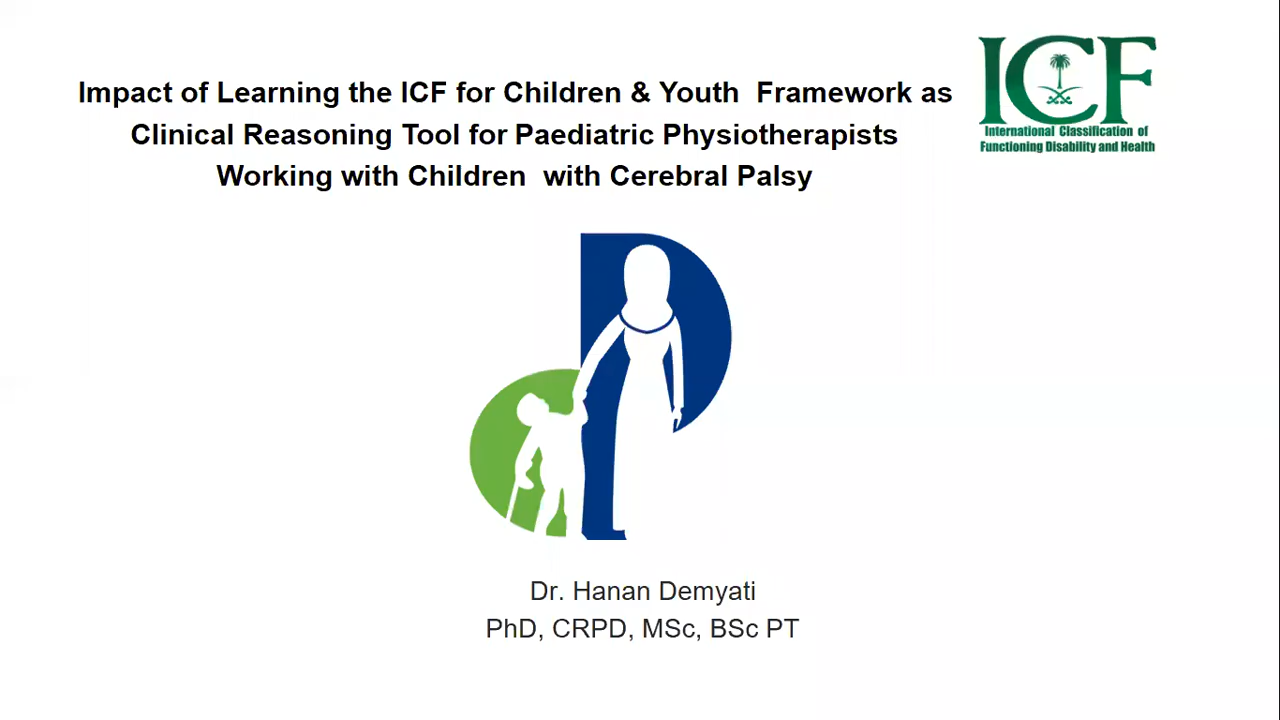 Impact of Learning the ICF for Children & Youth Framework as
Clinical Reasoning Tool for Paediatric Physiotherapists
Working with Children with Cerebral Palsy
ICF
International Classification of
Functioning Disability and Health
Dr. Hanan Demyati
PhD, CRPD, MSc, BSc PT